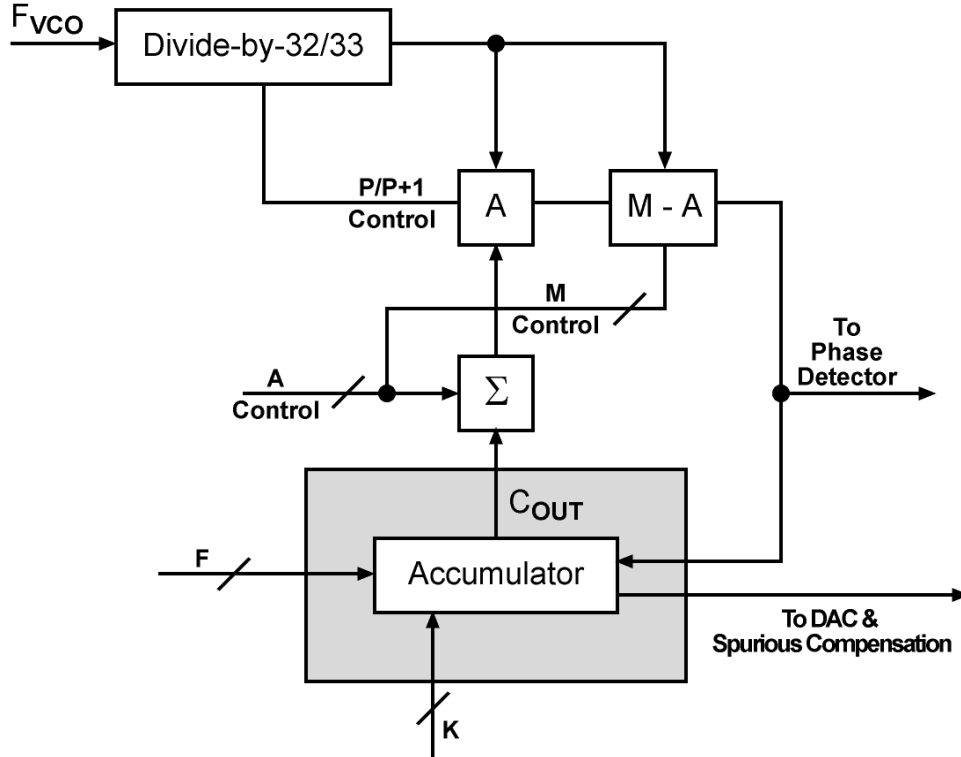 FVCO
Divide-by-32/33
P/P+1
Control
A
M - A
M
Control
To
Phase
Detector
A
Control
Σ
COUT
F
Accumulator
To DAC &
Spurious Compensation
K